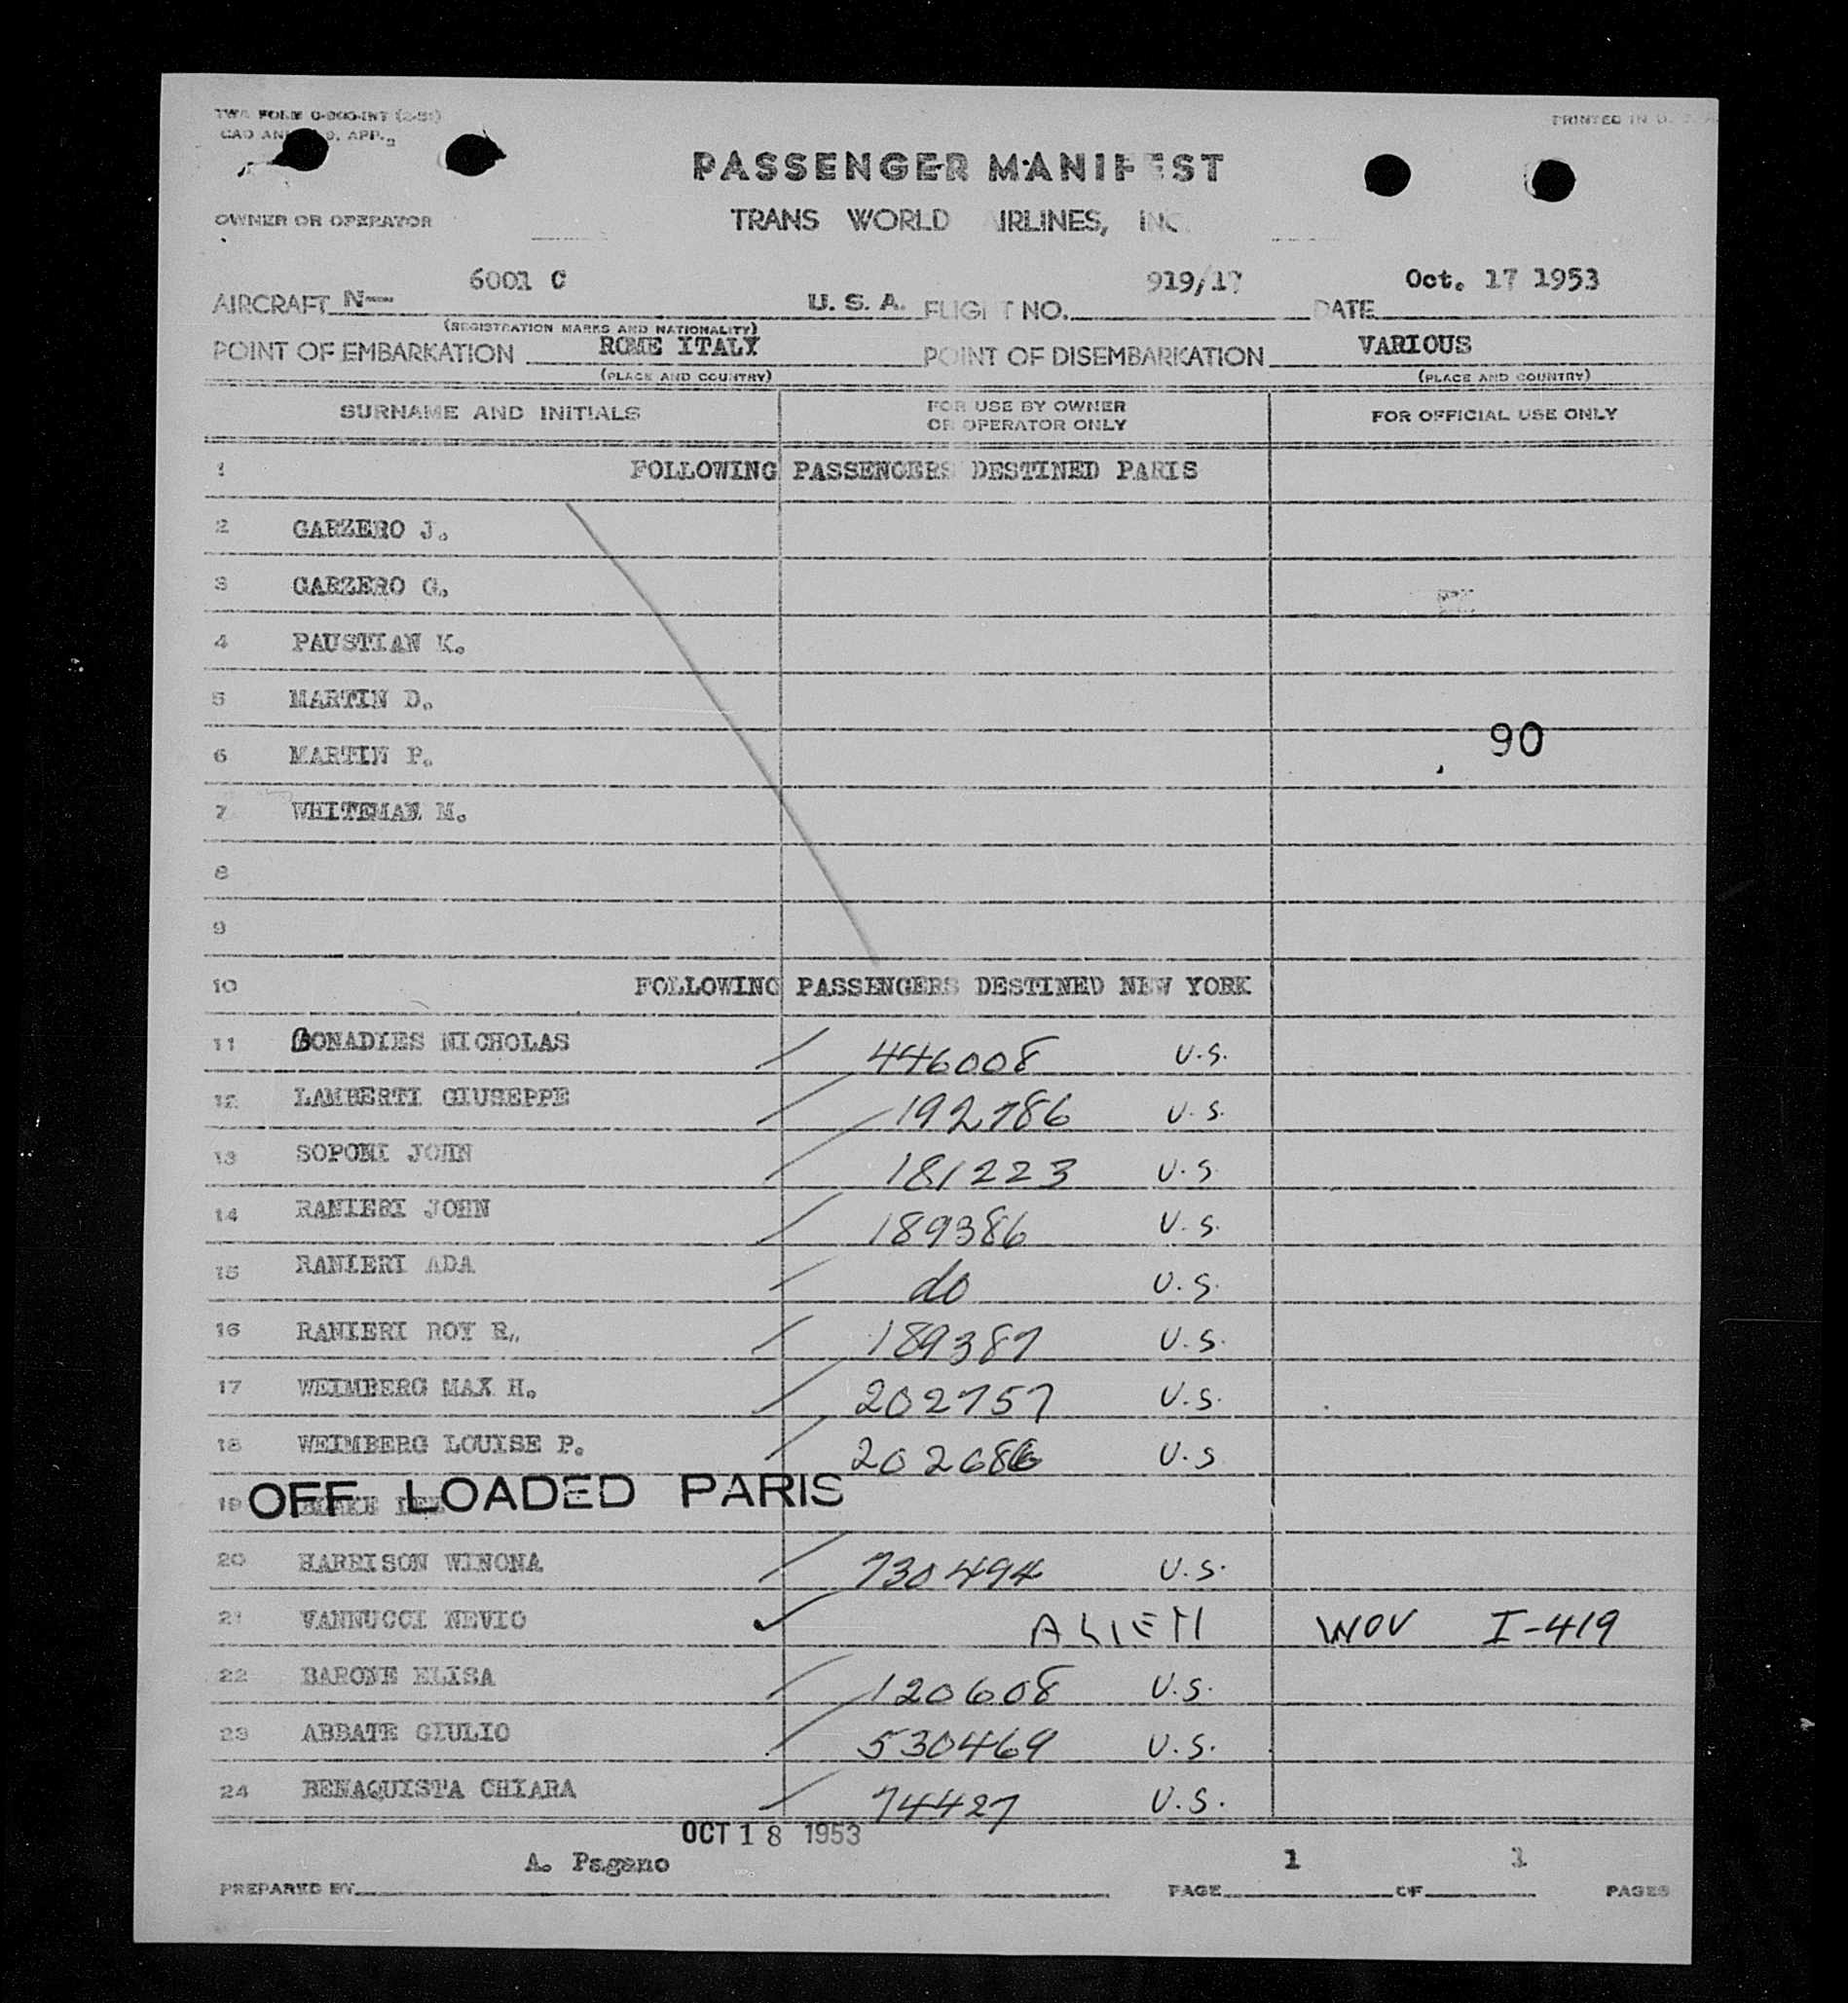 PRINTED IN U. S. A.
PASSENGER MANIFEST
OWNER OR OPERATOR
TRANS WORLD AIRLINES, INC.
6001 C 919/17 Oct. 17 1953
AIRCRAFT N-- U. S. A. FLIGHT NO. DATE
(REGISTRATION MARKS AND NATIONALITY)
POINT OF EMBARKATION ROME ITALY POINT OF DISEMBARKATION VARIOUS
(PLACE AND COUNTRY) (PLACE AND COUNTRY)
SURNAME AND INITIALS FOR USE BY OWNER OR OPERATOR ONLY FOR OFFICIAL USE ONLY
1 FOLLOWING PASSENGERS DESTINED PARIS
2 GARZERO J.
3 GARZERO G.
4 PAUSTIAN K.
5 MARTIN D.
90
6 MARTIN P.
7 WHITEMAN M.
8
9
10 FOLLOWING PASSENGERS DESTINED NEW YORK
11 BONADIES NICHOLAS 446008 U.S.
12 LAMBERTI GIUSEPPE 192786 U.S.
13 SOPONI JOHN 181223 U.S
14 RANIERI JOHN 189386 U.S.
15 RANIERI ADA do U.S.
16 RANIERI ROY R. 189387 U.S.
17 WEIMBERG MAX H. 202757 U.S.
18 WEIMBERG LOUISE P. 202686 U.S
19 OFF LOADED PARIS
20 HARRISON WINONA 730494 U.S.
21 VANNUCCI NEVIO ALIEN WOV I-419
22 BARONE ELISA 120608 U.S.
23 ABBATE GIULIO 530469 U.S.
24 BENAQUISTA CHIARA 74427 U.S.
OCT 18 1953
A. Pagano 1 1
PREPARED BY PAGE OF PAGES